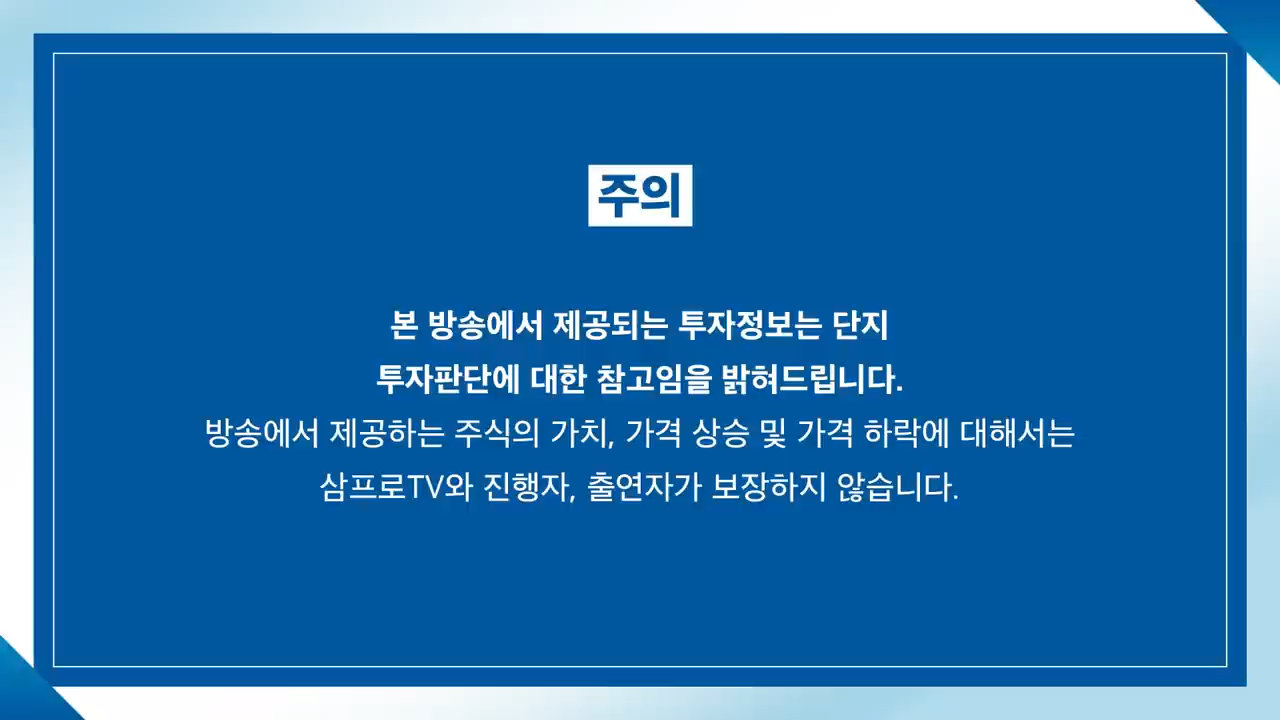 주의
본 방송에서 제공되는 투자정보는 단지
투자판단에 대한 참고임을 밝혀드립니다.
방송에서 제공하는 주식의 가치, 가격 상승 및 가격 하락에 대해서는
삼프로TV와 진행자, 출연자가 보장하지 않습니다.